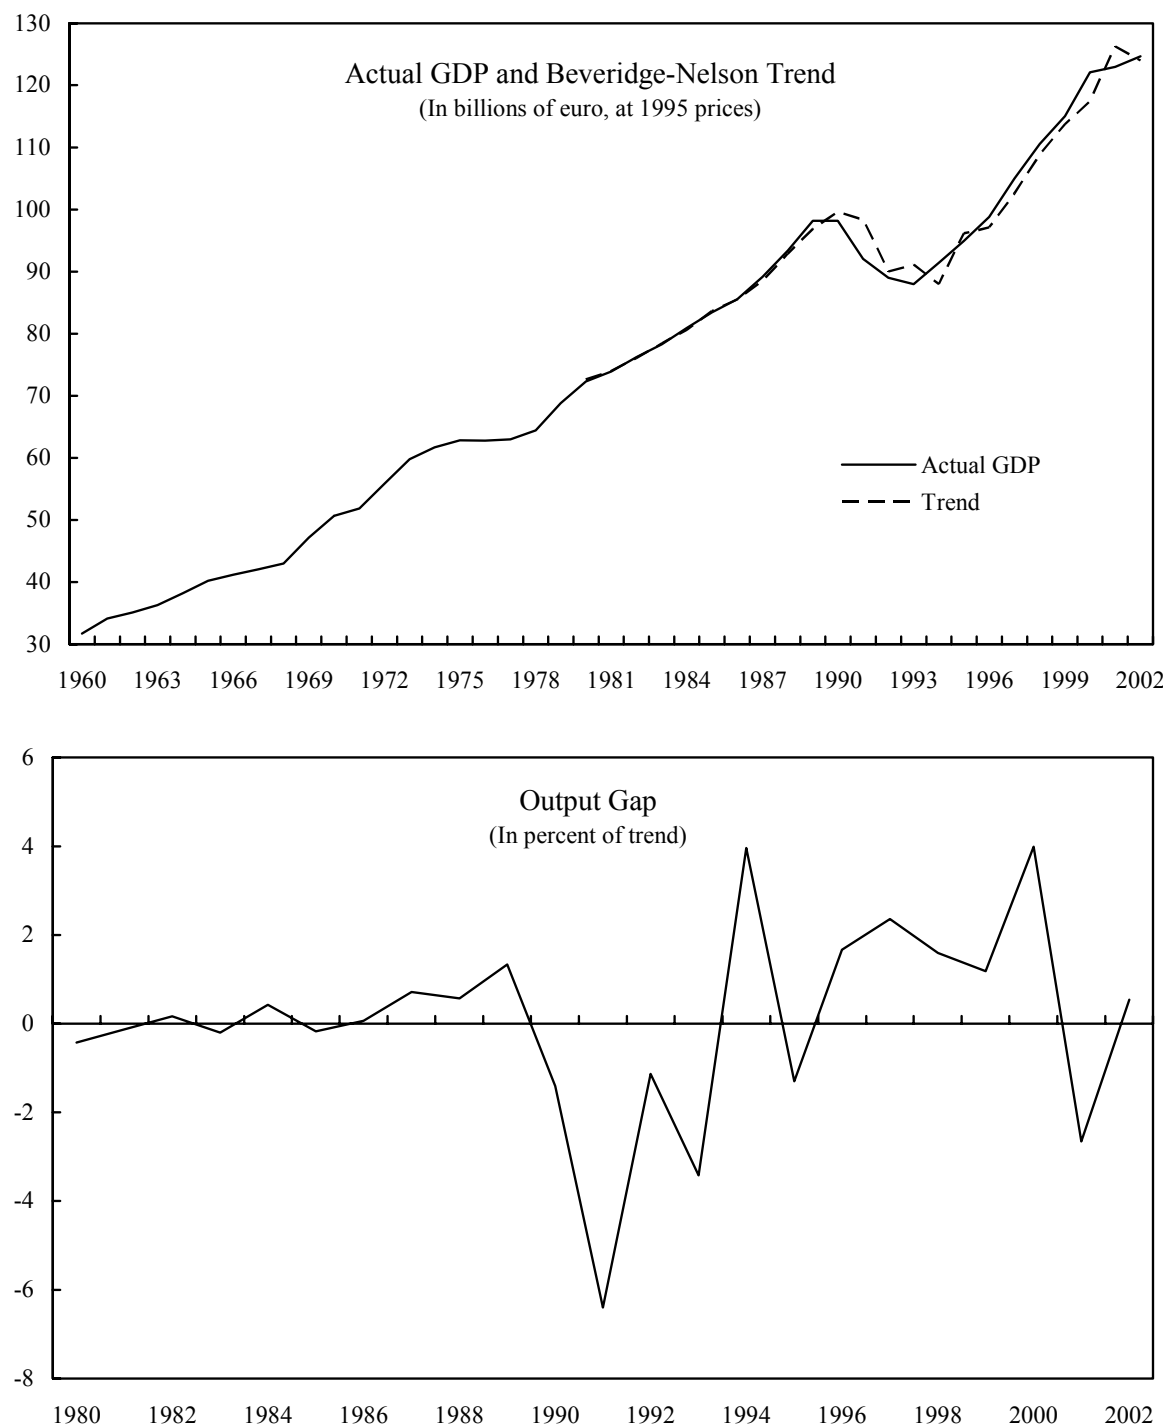 Actual GDP and Beveridge-Nelson Trend
(In billions of euro, at 1995 prices)
130
120
110
100
90
80
70
60
50
40
30
Actual GDP
Trend
1960 1963 1966 1969 1972 1975 1978 1981 1984 1987 1990 1993 1996 1999 2002
Output Gap
(In percent of trend)
6
4
2
0
-2
-4
-6
-8
1980 1982 1984 1986 1988 1990 1992 1994 1996 1998 2000 2002